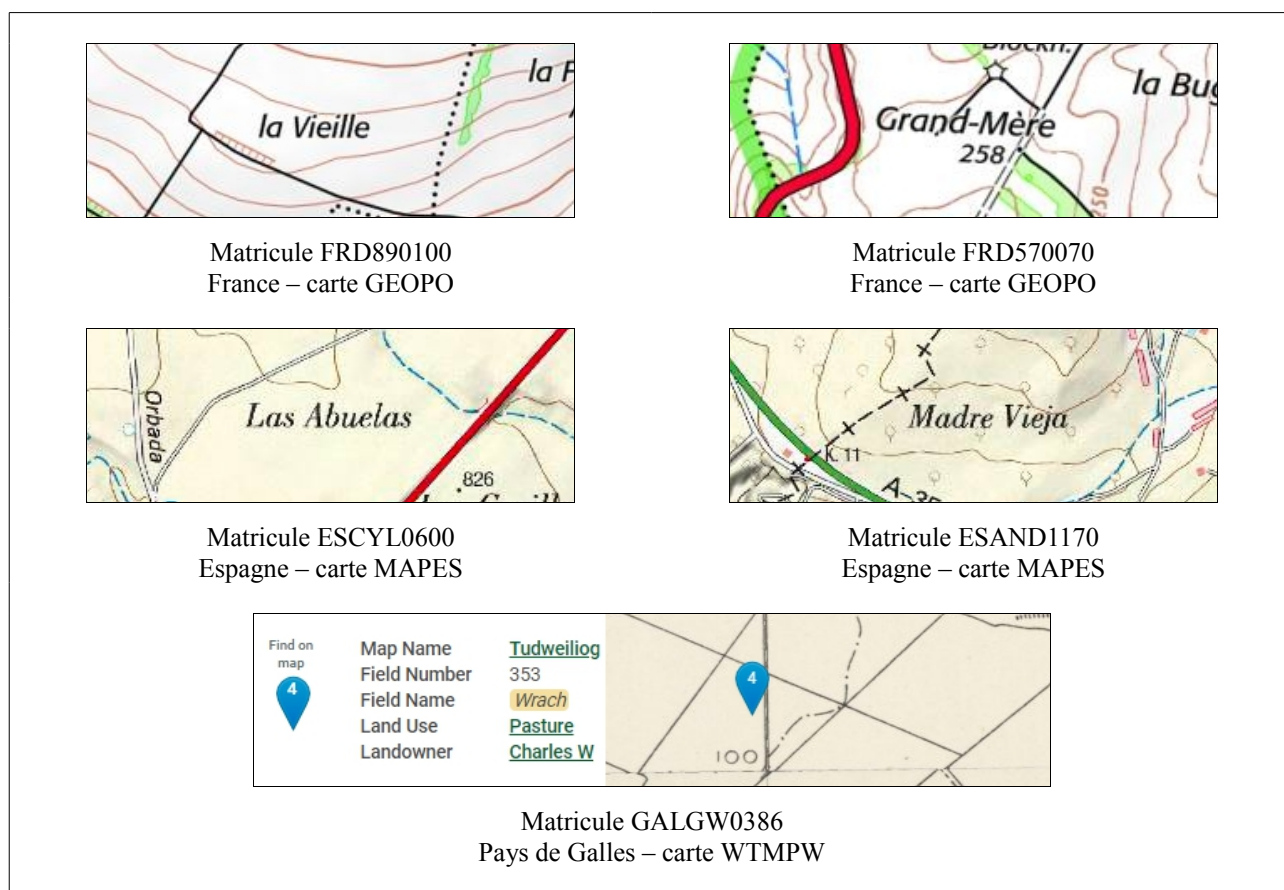 la Vieille
la F
Matricule FRD890100
France – carte GEOPO
Blockh.
la Bug
Grand-Mère
258
250
Matricule FRD570070
France – carte GEOPO
Orbada
Las Abuelas
826
Matricule ESCYL0600
Espagne – carte MAPES
Madre Vieja
K. 11
Matricule ESAND1170
Espagne – carte MAPES
Find on
map
4
Map Name Tudweiliog
Field Number 353
Field Name Wrach
Land Use Pasture
Landowner Charles W
4
100
Matricule GALGW0386
Pays de Galles – carte WTMPW